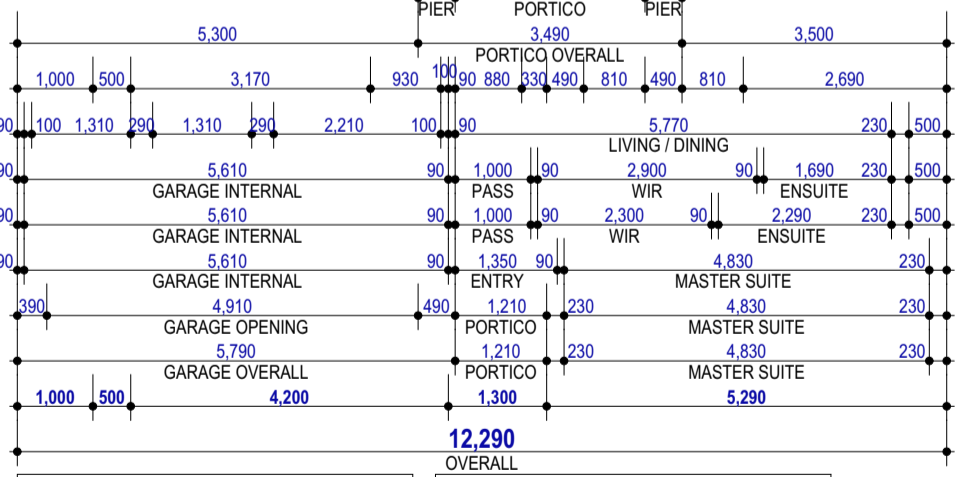 PIER PORTICO PIER
5,300 3,490 3,500
PORTICO OVERALL
1,000 500 3,170 930 100 90 880 330 490 810 490 810 2,690
90 100 1,310 290 1,310 290 2,210 100 90 5,770 230 500
LIVING / DINING
90 5,610 90 1,000 90 2,900 90 1,690 230 500
GARAGE INTERNAL PASS WIR ENSUITE
90 5,610 90 1,000 90 2,300 90 2,290 230 500
GARAGE INTERNAL PASS WIR ENSUITE
90 5,610 90 1,350 90 4,830 230
GARAGE INTERNAL ENTRY MASTER SUITE
390 4,910 490 1,210 230 4,830 230
GARAGE OPENING PORTICO MASTER SUITE
5,790 1,210 230 4,830 230
GARAGE OVERALL PORTICO MASTER SUITE
1,000 500 4,200 1,300 5,290
12,290
OVERALL